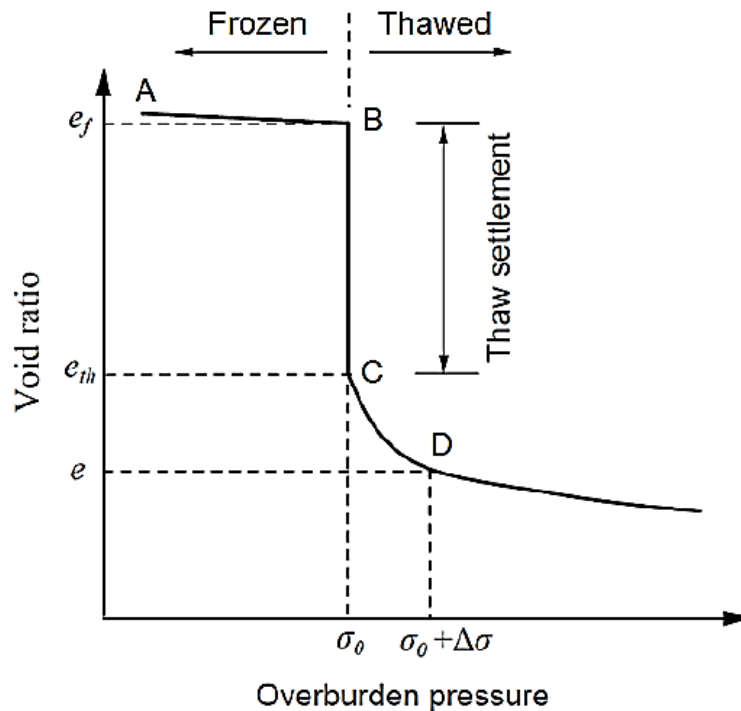 Frozen Thawed
A
e_f B
Thaw settlement
Void ratio
e_th C
D
e
σ_0 σ_0+Δσ
Overburden pressure